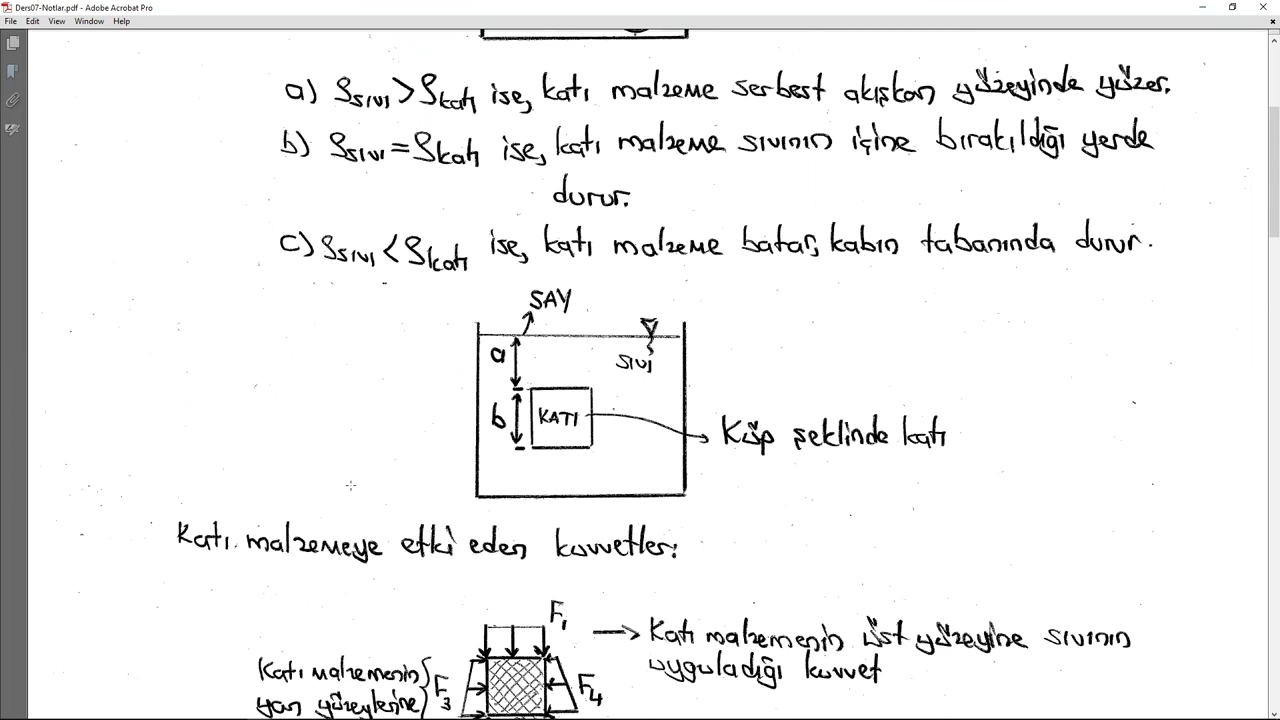 Ders07-Notlar.pdf - Adobe Acrobat Pro
File Edit View Window Help
a) ρsıvı > ρkatı ise, katı malzeme serbest akışkan yüzeyinde yüzer.
b) ρsıvı = ρkatı ise, katı malzeme sıvının içine bırakıldığı yerde
durur.
c) ρsıvı < ρkatı ise, katı malzeme batar, kabın tabanında durur.
SAY
a
sıvı
b
KATI
Küp şeklinde katı
Katı malzemeye etki eden kuvvetler:
F1
Katı malzemenin üst yüzeyine sıvının
uyguladığı kuvvet
Katı malzemenin
yan yüzeylerine
F3
F4